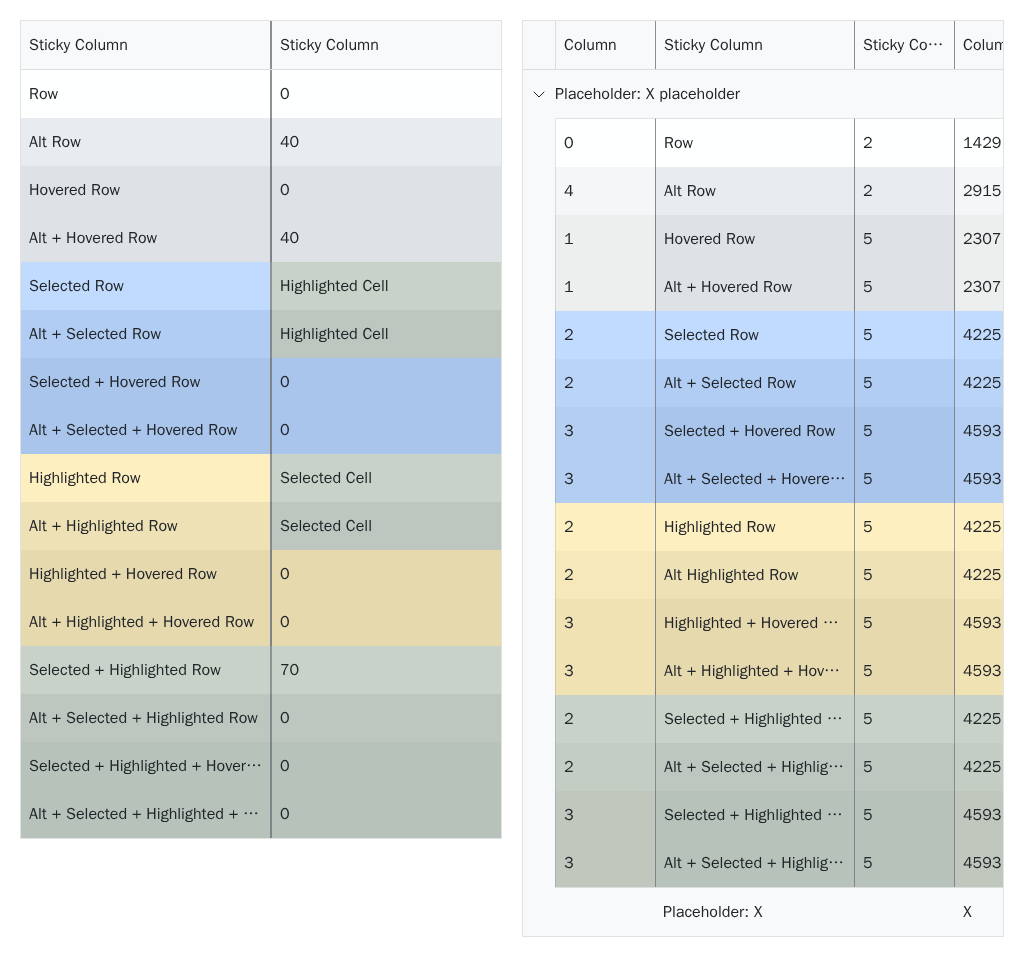 Sticky Column Sticky Column
Row 0
Alt Row 40
Hovered Row 0
Alt + Hovered Row 40
Selected Row Highlighted Cell
Alt + Selected Row Highlighted Cell
Selected + Hovered Row 0
Alt + Selected + Hovered Row 0
Highlighted Row Selected Cell
Alt + Highlighted Row Selected Cell
Highlighted + Hovered Row 0
Alt + Highlighted + Hovered Row 0
Selected + Highlighted Row 70
Alt + Selected + Highlighted Row 0
Selected + Highlighted + Hover··· 0
Alt + Selected + Highlighted + ··· 0
Column Sticky Column Sticky Co··· Colum
Placeholder: X placeholder
0 Row 2 1429
4 Alt Row 2 2915
1 Hovered Row 5 2307
1 Alt + Hovered Row 5 2307
2 Selected Row 5 4225
2 Alt + Selected Row 5 4225
3 Selected + Hovered Row 5 4593
3 Alt + Selected + Hovere··· 5 4593
2 Highlighted Row 5 4225
2 Alt Highlighted Row 5 4225
3 Highlighted + Hovered ··· 5 4593
3 Alt + Highlighted + Hov··· 5 4593
2 Selected + Highlighted ··· 5 4225
2 Alt + Selected + Highlig··· 5 4225
3 Selected + Highlighted ··· 5 4593
3 Alt + Selected + Highlig··· 5 4593
Placeholder: X X